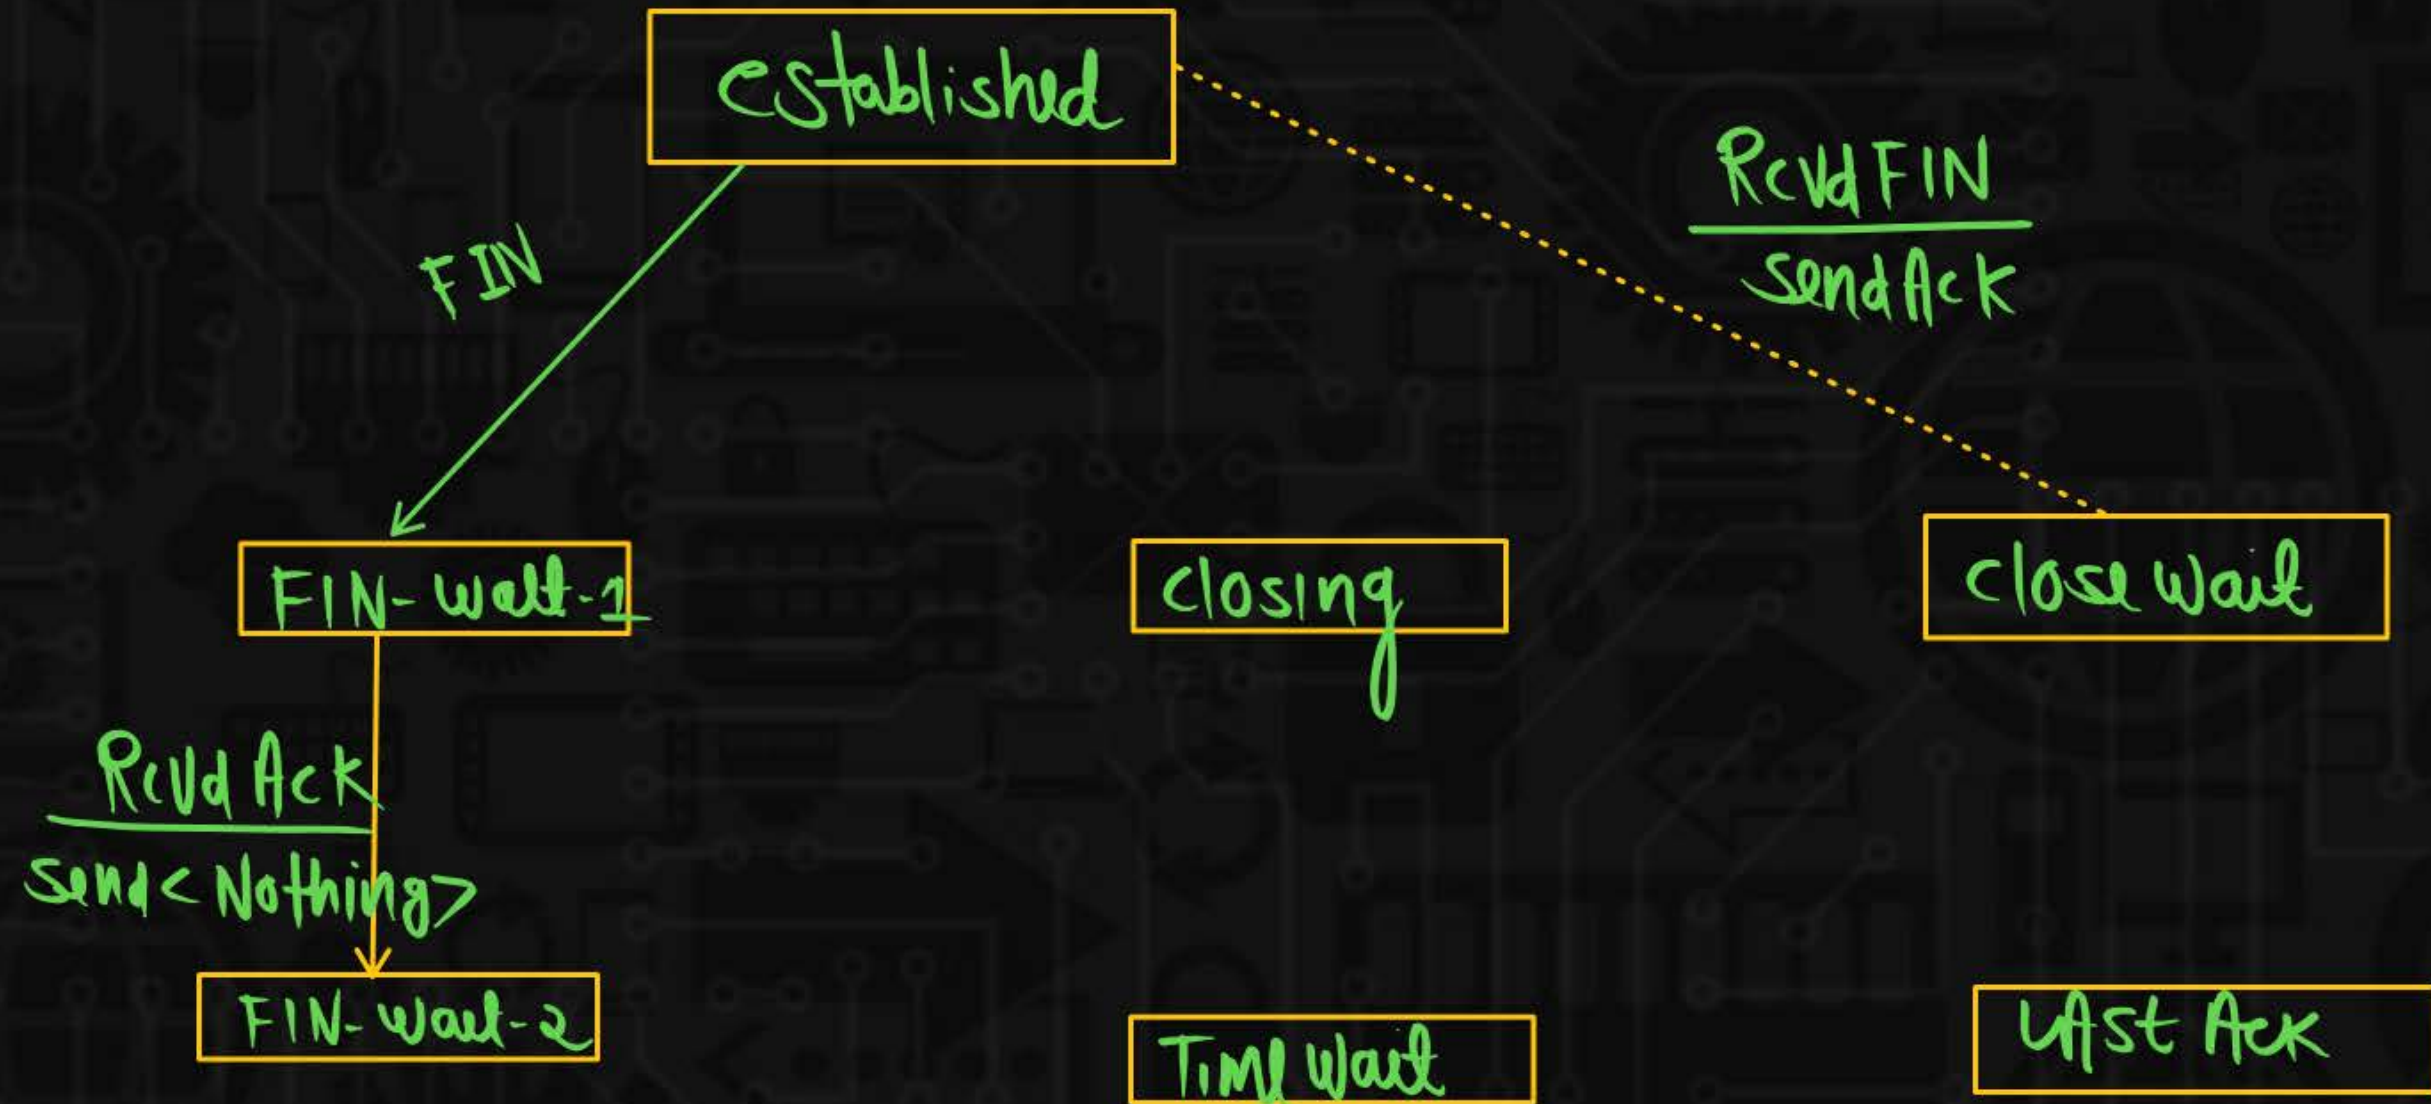 established
Rcvd FIN
Send Ack
FIN
FIN-wait-1
closing
close wait
Rcvd Ack
send < Nothing >
FIN-wait-2
Time wait
LAst Ack